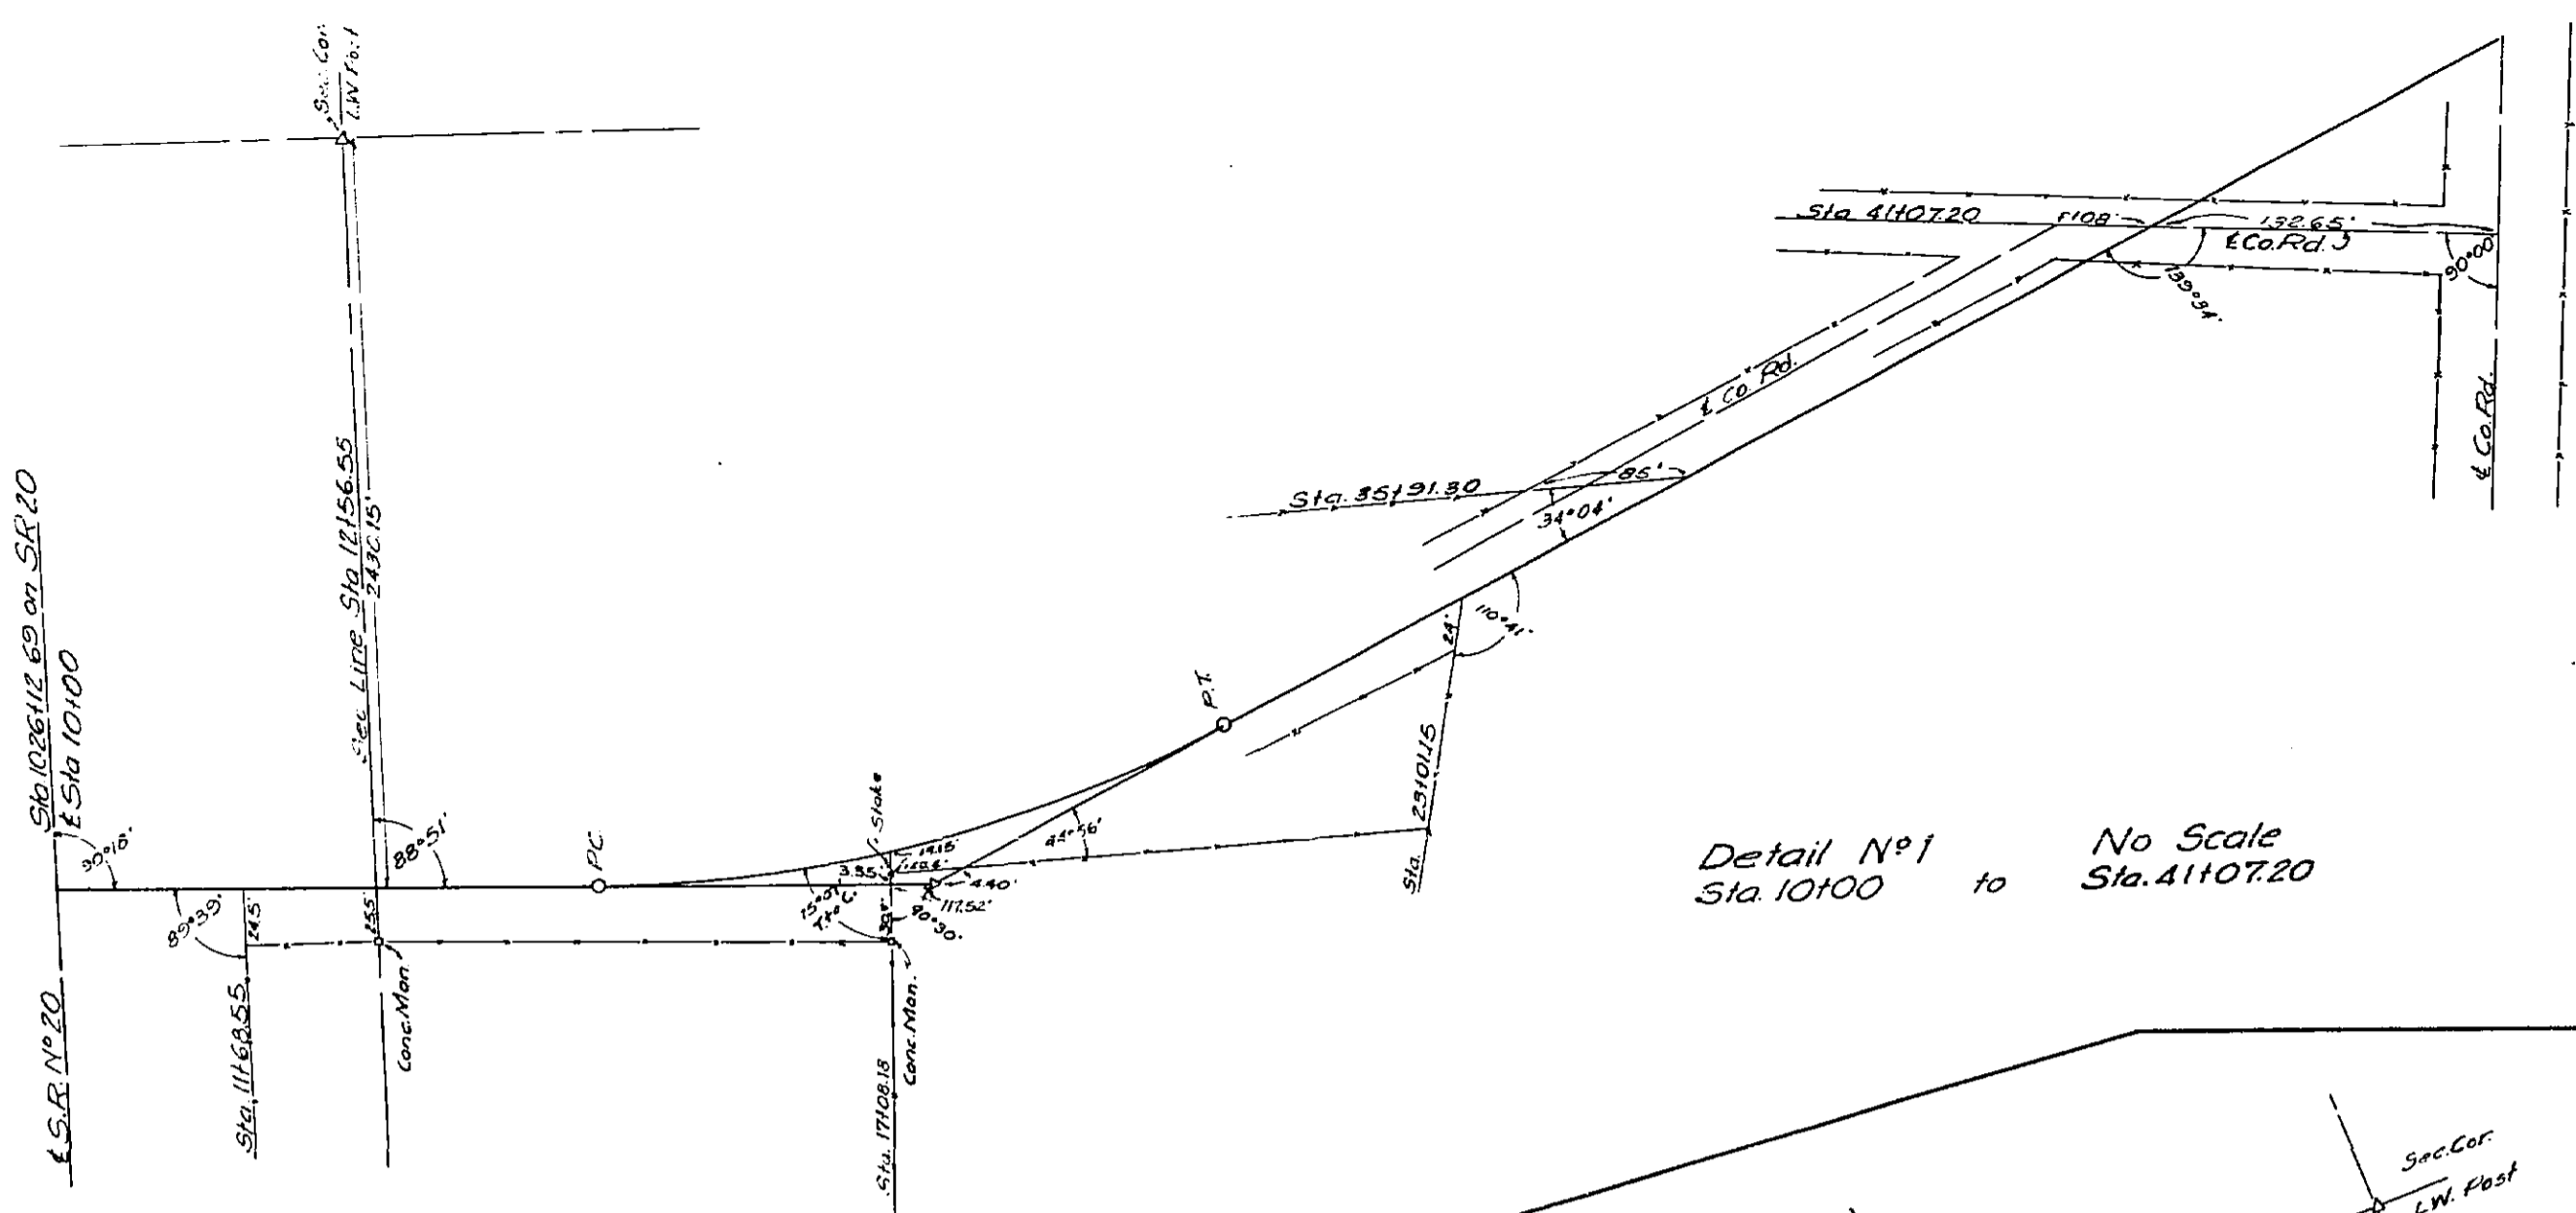 Sec. Cor.
L.W. Post
Sta 1026+12.69 on SR 20
℄ Sta 10+00
90°18'
℄ S.R. Nº 20
89°39'
24.5'
Sta. 11+68.55
Sec Line Sta 12+56.55
2430.15'
88°51'
25.5'
Conc. Mon.
P.C.
Stake
14.15'
3.35'
4.40'
117.52'
90°30'
Conc. Mon.
Sta. 17+08.18
44°56'
P.T.
24'
110°41'
Sta. 23+01.15
Sta. 35+91.30
85'
34°04'
℄ Co. Rd.
Sta 41+07.20
108'
132.65'
℄ Co. Rd.
139°34'
90°00'
℄ Co. Rd.
Detail Nº 1 No Scale
Sta. 10+00 to Sta. 41+07.20
Sec. Cor.
L.W. Post